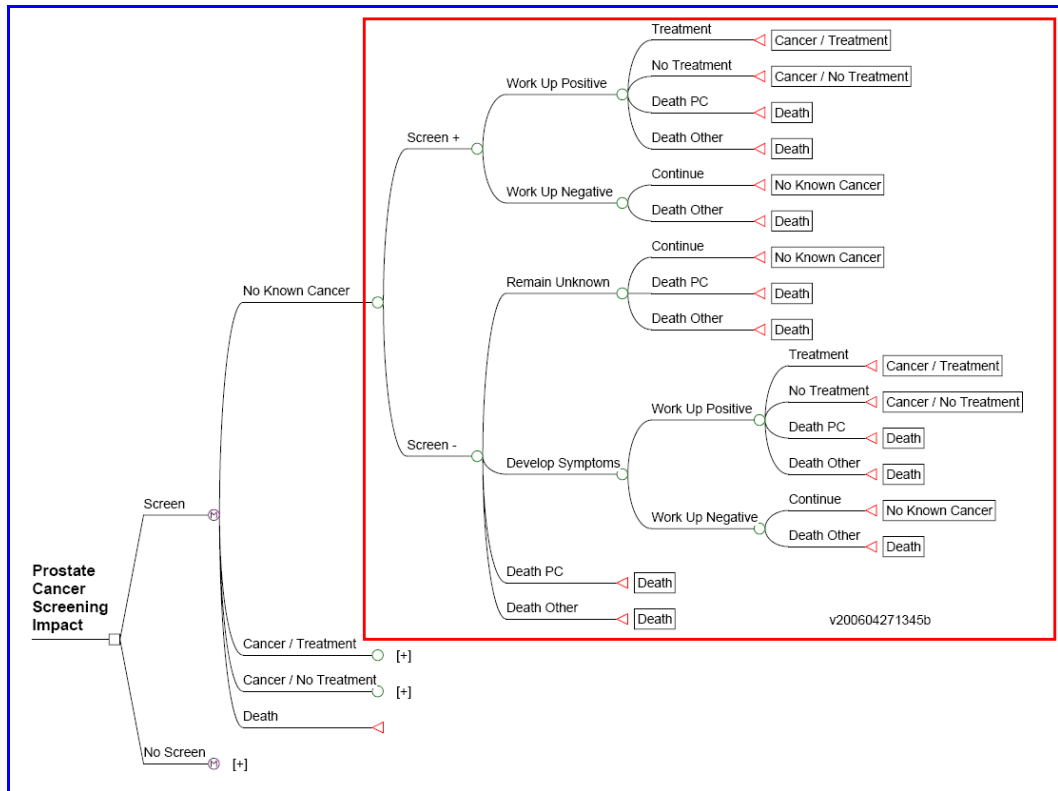 Treatment
Cancer / Treatment
No Treatment
Cancer / No Treatment
Work Up Positive
Death PC
Death
Death Other
Death
Screen +
Continue
No Known Cancer
Work Up Negative
Death Other
Death
Continue
No Known Cancer
No Known Cancer
Remain Unknown
Death PC
Death
Death Other
Death
Treatment
Cancer / Treatment
No Treatment
Cancer / No Treatment
Work Up Positive
Death PC
Death
Screen -
Develop Symptoms
Death Other
Death
Continue
No Known Cancer
Screen
Work Up Negative
Death Other
Death
Prostate
Cancer
Screening
Impact
Death PC
Death
Death Other
Death
v200604271345b
Cancer / Treatment
[+]
Cancer / No Treatment
[+]
Death
No Screen
[+]
M
M